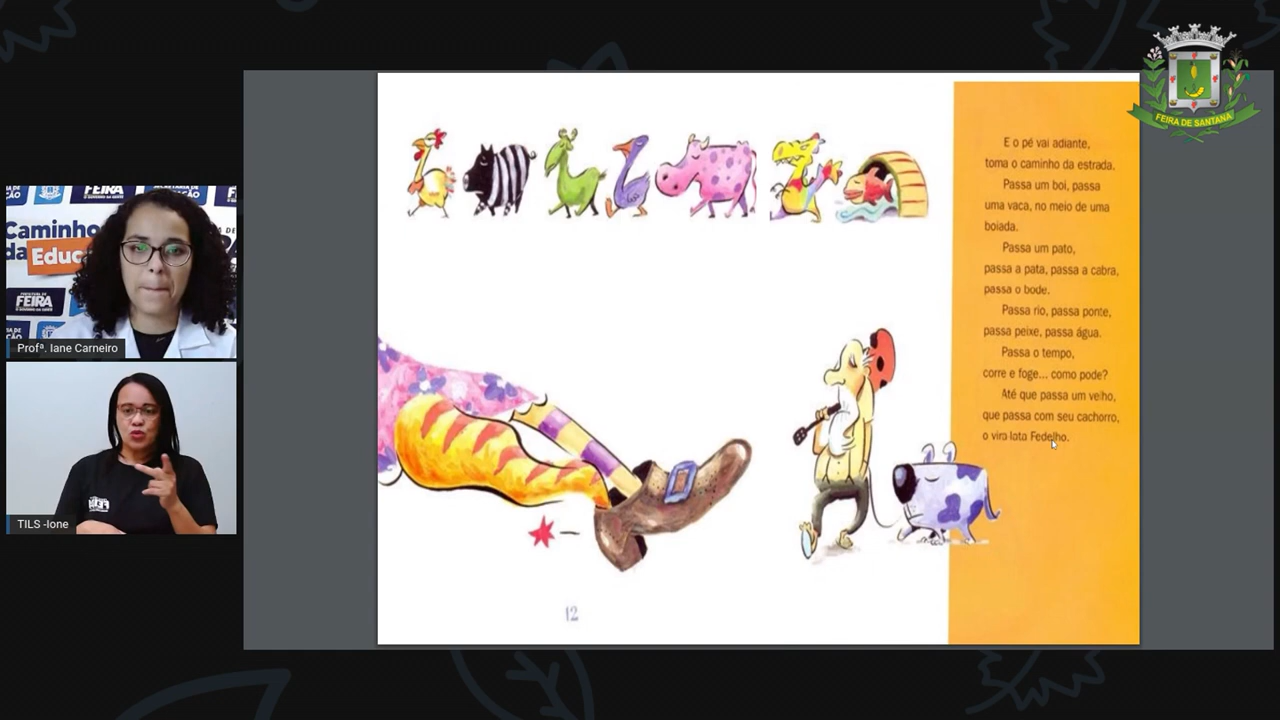 FEIRA DE SANTANA
Caminho
da Educ
FEIRA
FEIRA
Profª. Iane Carneiro
TILS -Ione
E o pé vai adiante,
toma o caminho da estrada.
Passa um boi, passa
uma vaca, no meio de uma
boiada.
Passa um pato,
passa a pata, passa a cabra,
passa o bode.
Passa rio, passa ponte,
passa peixe, passa água.
Passa o tempo,
corre e foge... como pode?
Até que passa um velho,
que passa com seu cachorro,
o vira lata Fedelho.
12